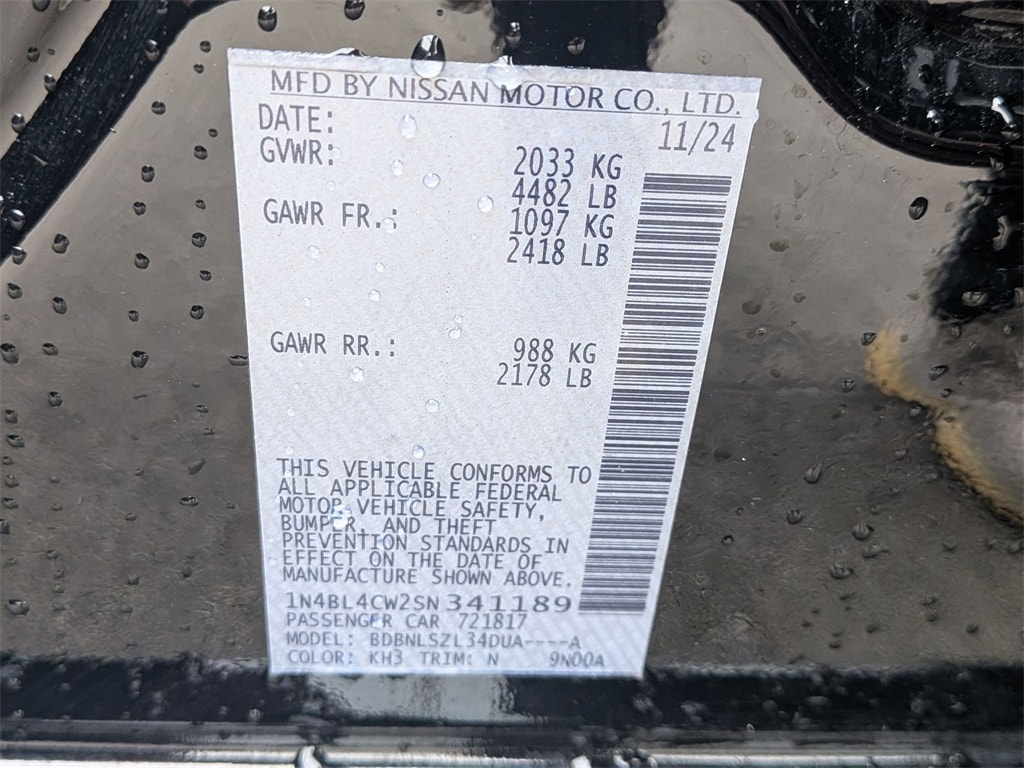 MFD BY NISSAN MOTOR CO., LTD.
DATE: 11/24
GVWR: 2033 KG
4482 LB
GAWR FR.: 1097 KG
2418 LB
GAWR RR.: 988 KG
2178 LB
THIS VEHICLE CONFORMS TO
ALL APPLICABLE FEDERAL
MOTOR VEHICLE SAFETY,
BUMPER, AND THEFT
PREVENTION STANDARDS IN
EFFECT ON THE DATE OF
MANUFACTURE SHOWN ABOVE.
1N4BL4CW2SN341189
PASSENGER CAR 721817
MODEL: BDBNLSZL34DUA----A
COLOR: KH3 TRIM: N 9N00A